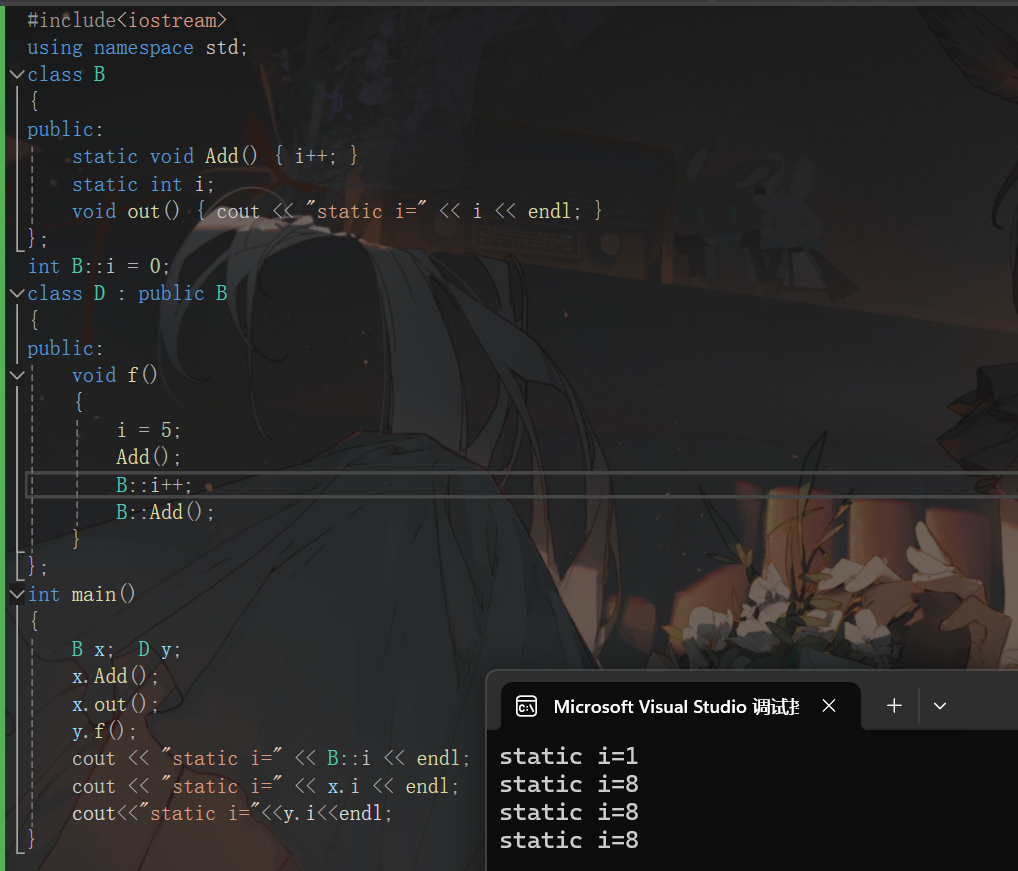 #include<iostream>
using namespace std;
class B
{
public:
    static void Add() { i++; }
    static int i;
    void out() { cout << "static i=" << i << endl; }
};
int B::i = 0;
class D : public B
{
public:
    void f()
    {
        i = 5;
        Add();
        B::i++;
        B::Add();
    }
};
int main()
{
    B x;  D y;
    x.Add();
    x.out();
    y.f();
    cout << "static i=" << B::i << endl;
    cout << "static i=" << x.i << endl;
    cout<<"static i="<<y.i<<endl;
}
Microsoft Visual Studio 调试
static i=1
static i=8
static i=8
static i=8